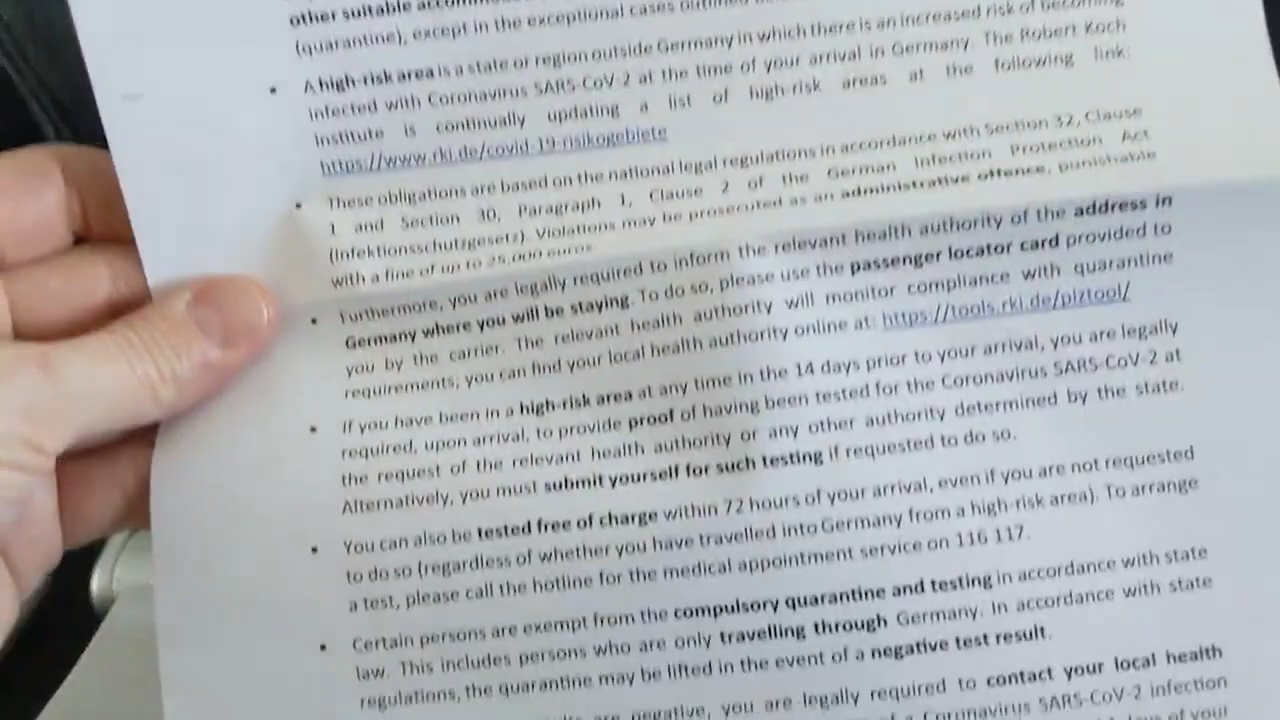 other suitable
(quarantine), except in the exceptional cases outlined
• A high-risk area is a state or region outside Germany in which there is an increased risk of becoming
infected with Coronavirus SARS-CoV-2 at the time of your arrival in Germany. The Robert Koch
Institute is continually updating a list of high-risk areas at the following link:
https://www.rki.de/covid-19-risikogebiete
• These obligations are based on the national legal regulations in accordance with Section 32, Clause
1 and Section 30, Paragraph 1, Clause 2 of the German Infection Protection Act
(Infektionsschutzgesetz). Violations may be prosecuted as an administrative offence, punishable
with a fine of up to 25,000 euros.
• Furthermore, you are legally required to inform the relevant health authority of the address in
Germany where you will be staying. To do so, please use the passenger locator card provided to
you by the carrier. The relevant health authority will monitor compliance with quarantine
requirements; you can find your local health authority online at: https://tools.rki.de/plztool/
• If you have been in a high-risk area at any time in the 14 days prior to your arrival, you are legally
required, upon arrival, to provide proof of having been tested for the Coronavirus SARS-CoV-2 at
the request of the relevant health authority or any other authority determined by the state.
Alternatively, you must submit yourself for such testing if requested to do so.
• You can also be tested free of charge within 72 hours of your arrival, even if you are not requested
to do so (regardless of whether you have travelled into Germany from a high-risk area). To arrange
a test, please call the hotline for the medical appointment service on 116 117.
• Certain persons are exempt from the compulsory quarantine and testing in accordance with state
law. This includes persons who are only travelling through Germany. In accordance with state
regulations, the quarantine may be lifted in the event of a negative test result.
are negative, you are legally required to contact your local health
of a Coronavirus SARS-CoV-2 infection
days of your